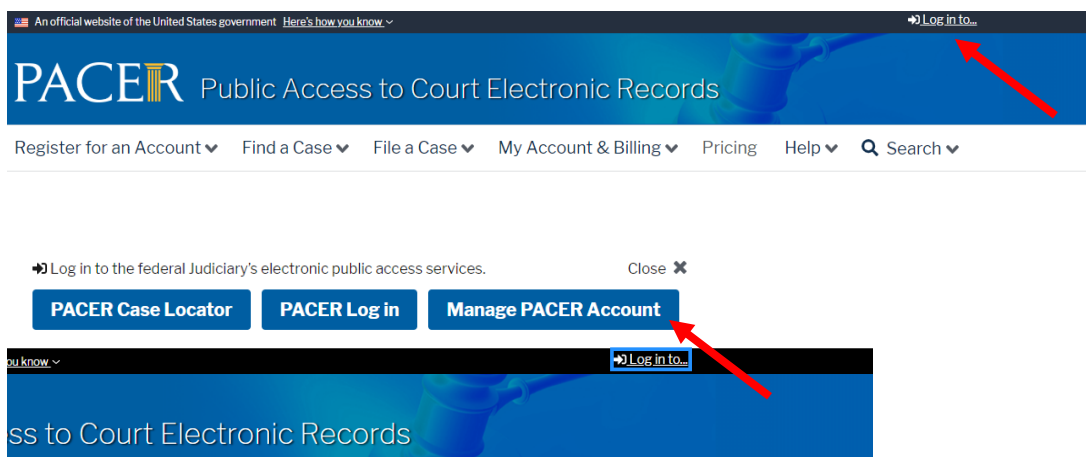 An official website of the United States government Here's how you know
Log in to...
PACER Public Access to Court Electronic Records
Register for an Account Find a Case File a Case My Account & Billing Pricing Help Search
Log in to the federal Judiciary's electronic public access services. Close
PACER Case Locator PACER Log in Manage PACER Account
ou know Log in to...
ss to Court Electronic Records